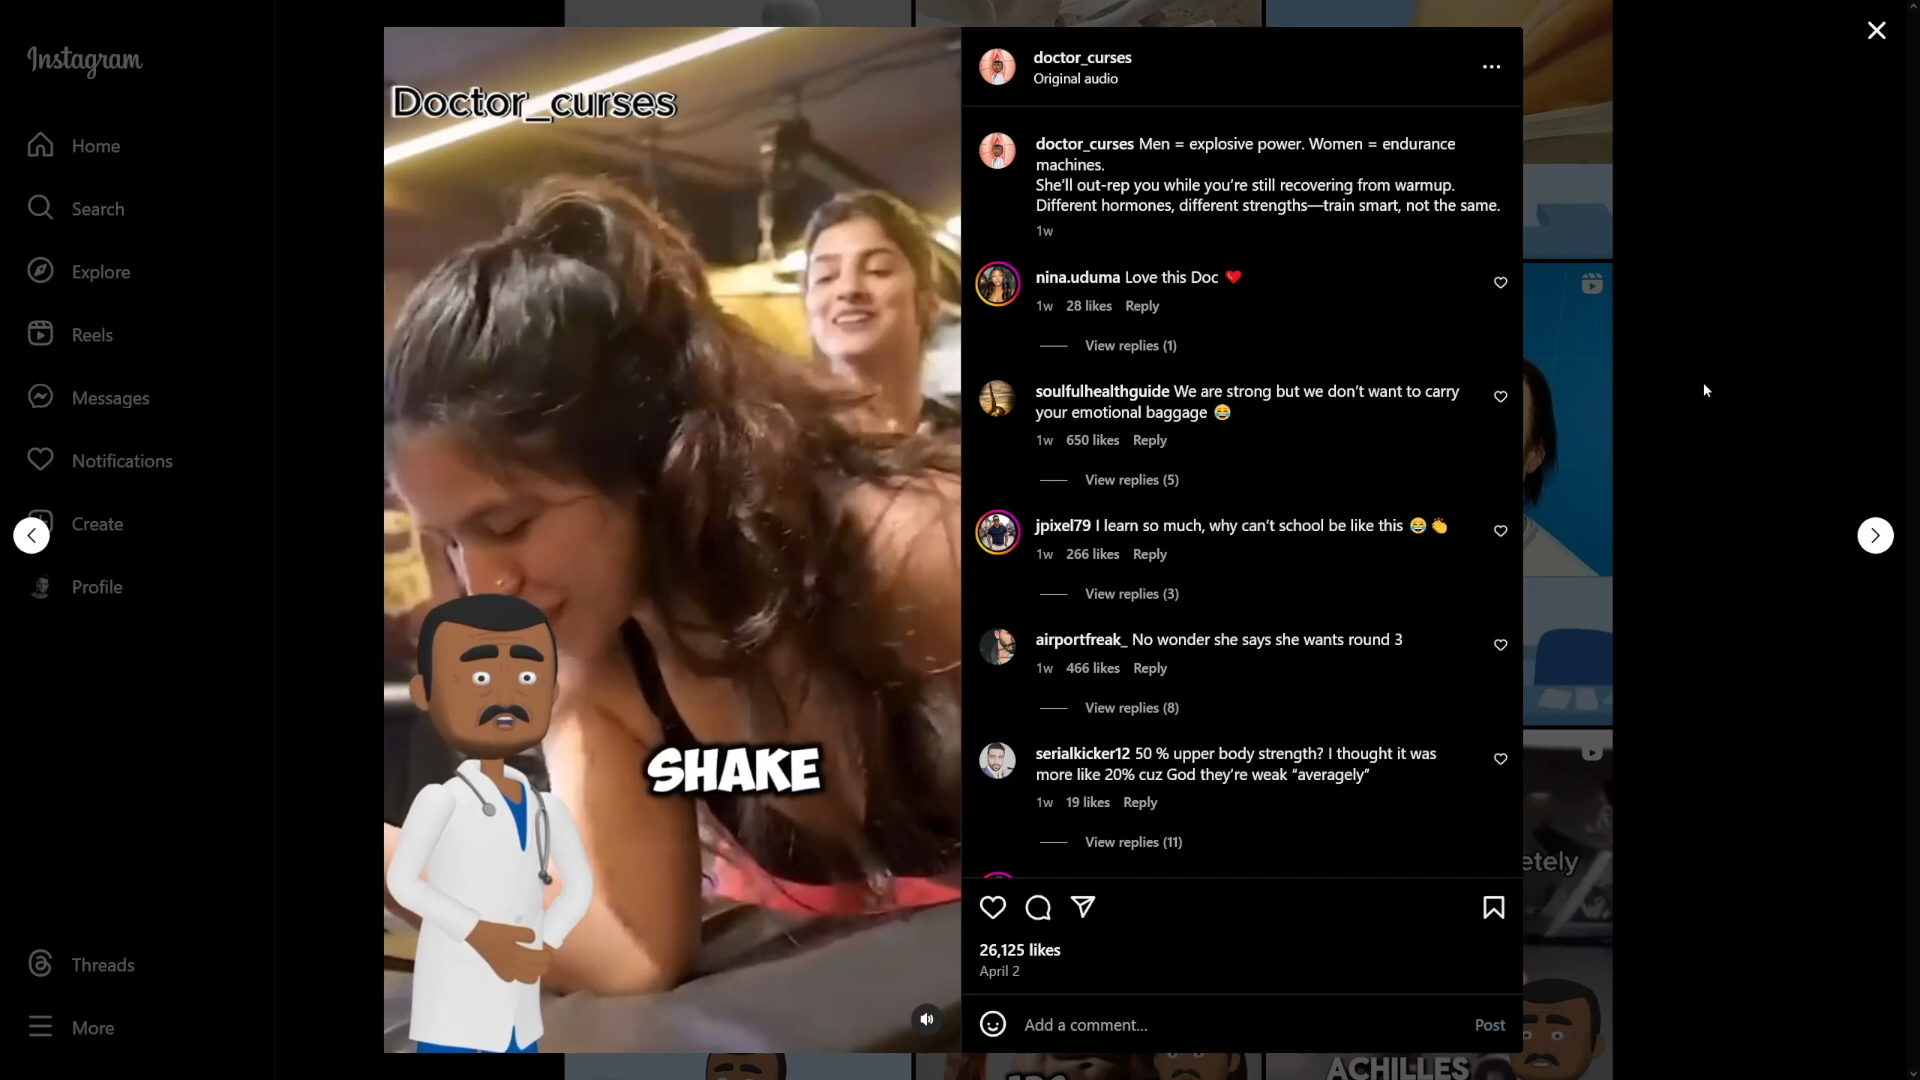 Instagram
Home
Search
Explore
Reels
Messages
Notifications
Create
Profile
Threads
More
Doctor_curses
SHAKE
doctor_curses
Original audio
doctor_curses Men = explosive power. Women = endurance
machines.
She'll out-rep you while you're still recovering from warmup.
Different hormones, different strengths—train smart, not the same.
1w
nina.uduma Love this Doc
1w 28 likes Reply
View replies (1)
soulfulhealthguide We are strong but we don't want to carry
your emotional baggage 😂
1w 650 likes Reply
View replies (5)
jpixel79 I learn so much, why can't school be like this 😂👏
1w 266 likes Reply
View replies (3)
airportfreak_ No wonder she says she wants round 3
1w 466 likes Reply
View replies (8)
serialkicker12 50 % upper body strength? I thought it was
more like 20% cuz God they're weak “averagely”
1w 19 likes Reply
View replies (11)
26,125 likes
April 2
Add a comment...
Post
etely
ACHILLES